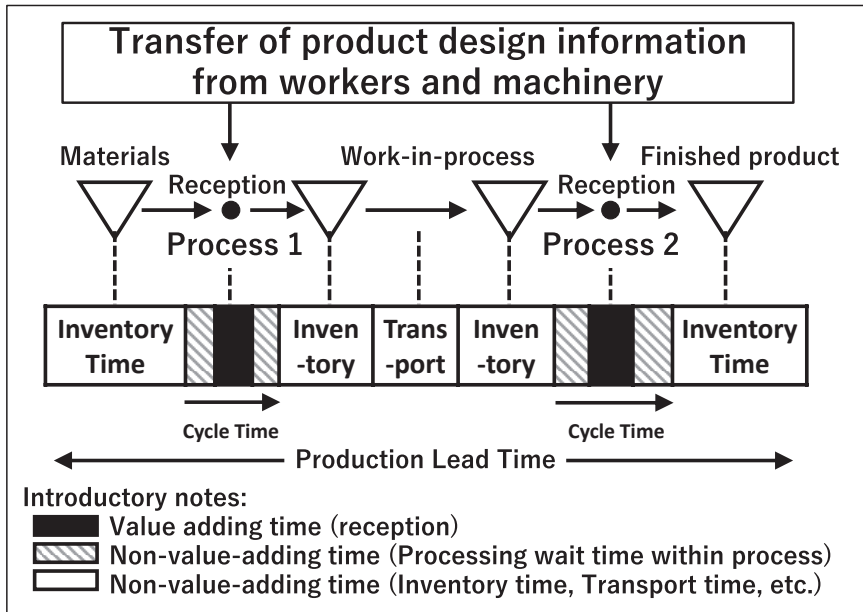 Transfer of product design information
from workers and machinery
Materials
Work-in-process
Finished product
Reception
Reception
Process 1
Process 2
Inventory
Time
Inven
-tory
Trans
-port
Inven
-tory
Inventory
Time
Cycle Time
Cycle Time
Production Lead Time
Introductory notes:
Value adding time (reception)
Non-value-adding time (Processing wait time within process)
Non-value-adding time (Inventory time, Transport time, etc.)